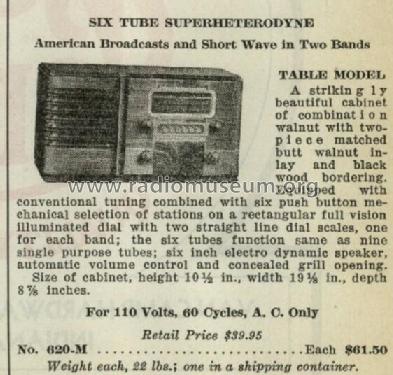 SIX TUBE SUPERHETERODYNE
American Broadcasts and Short Wave in Two Bands
TABLE MODEL
A strikingly
beautiful cabinet
of combination
walnut with two-
piece matched
butt walnut in-
lay and black
wood bordering.
www.radiomuseum.org
Equipped with
conventional tuning combined with six push button me-
chanical selection of stations on a rectangular full vision
illuminated dial with two straight line dial scales, one
for each band; the six tubes function same as nine
single purpose tubes; six inch electro dynamic speaker,
automatic volume control and concealed grill opening.
Size of cabinet, height 10½ in., width 19⅛ in., depth
8⅞ inches.
For 110 Volts, 60 Cycles, A. C. Only
Retail Price $39.95
No. 620-M ........................ Each $61.50
Weight each, 22 lbs.; one in a shipping container.